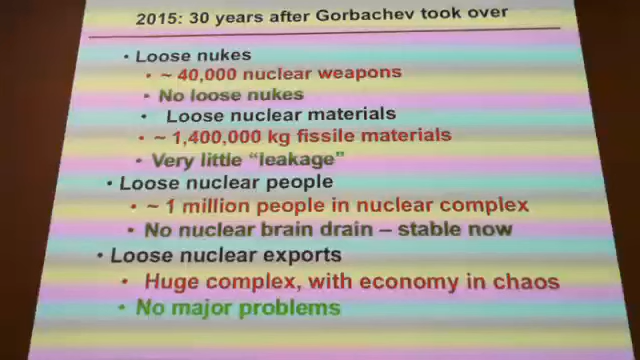 2015: 30 years after Gorbachev took over
• Loose nukes
• ~ 40,000 nuclear weapons
• No loose nukes
• Loose nuclear materials
• ~ 1,400,000 kg fissile materials
• Very little “leakage”
• Loose nuclear people
• ~ 1 million people in nuclear complex
• No nuclear brain drain – stable now
• Loose nuclear exports
• Huge complex, with economy in chaos
• No major problems